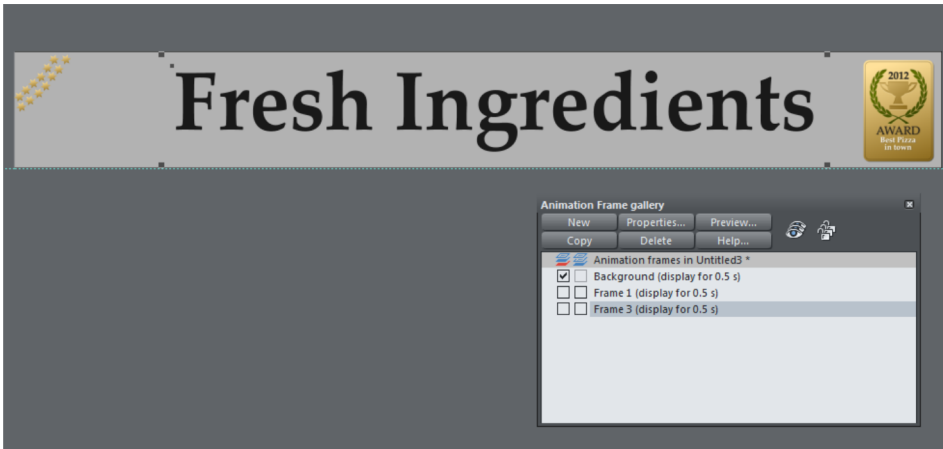 Fresh Ingredients
2012
AWARD
Best Pizza
in town
Animation Frame gallery
New Properties... Preview...
Copy Delete Help...
Animation frames in Untitled3 *
Background (display for 0.5 s)
Frame 1 (display for 0.5 s)
Frame 3 (display for 0.5 s)